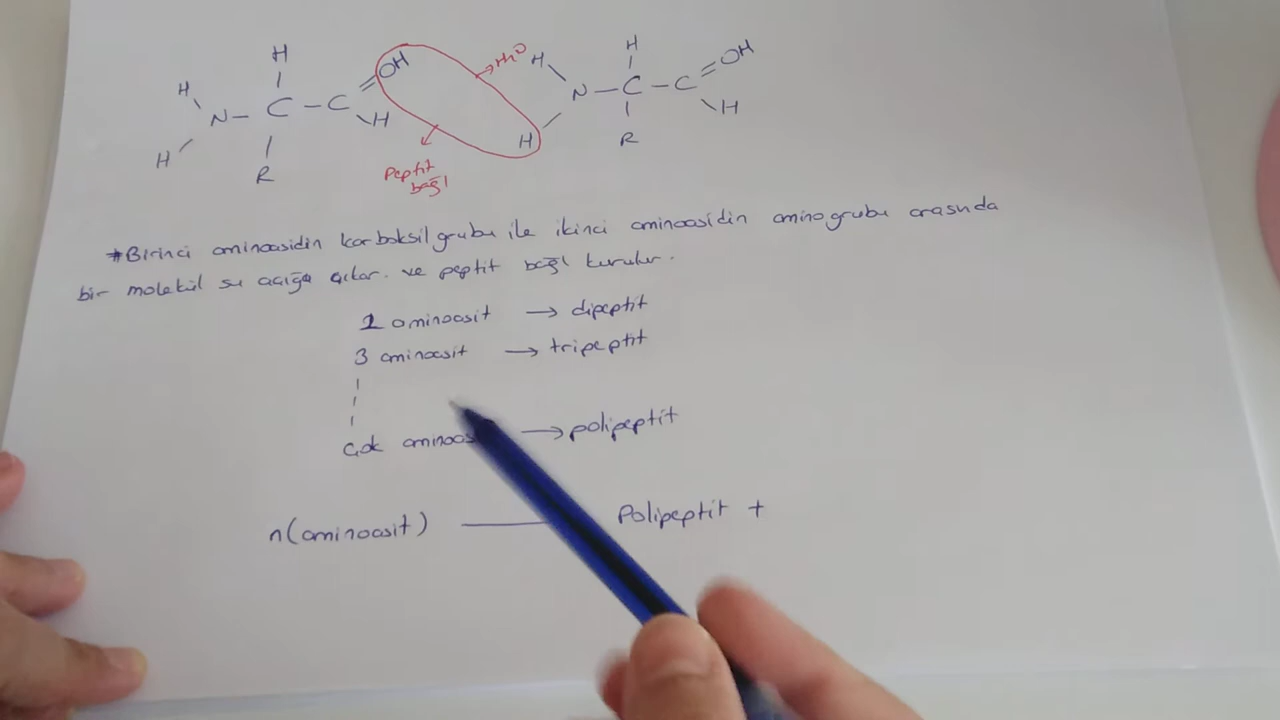 H H
H H OH H₂O H N – C – C OH
N – C – C H H R H
H R
Peptit
bağı
*Birinci aminoasidin karboksil grubu ile ikinci aminoasidin amino grubu arasında
bir molekül su açığa çıkar. ve peptit bağı kurulur.
2 aminoasit → dipeptit
3 aminoasit → tripeptit
çok → polipeptit
n(aminoasit) Polipeptit +